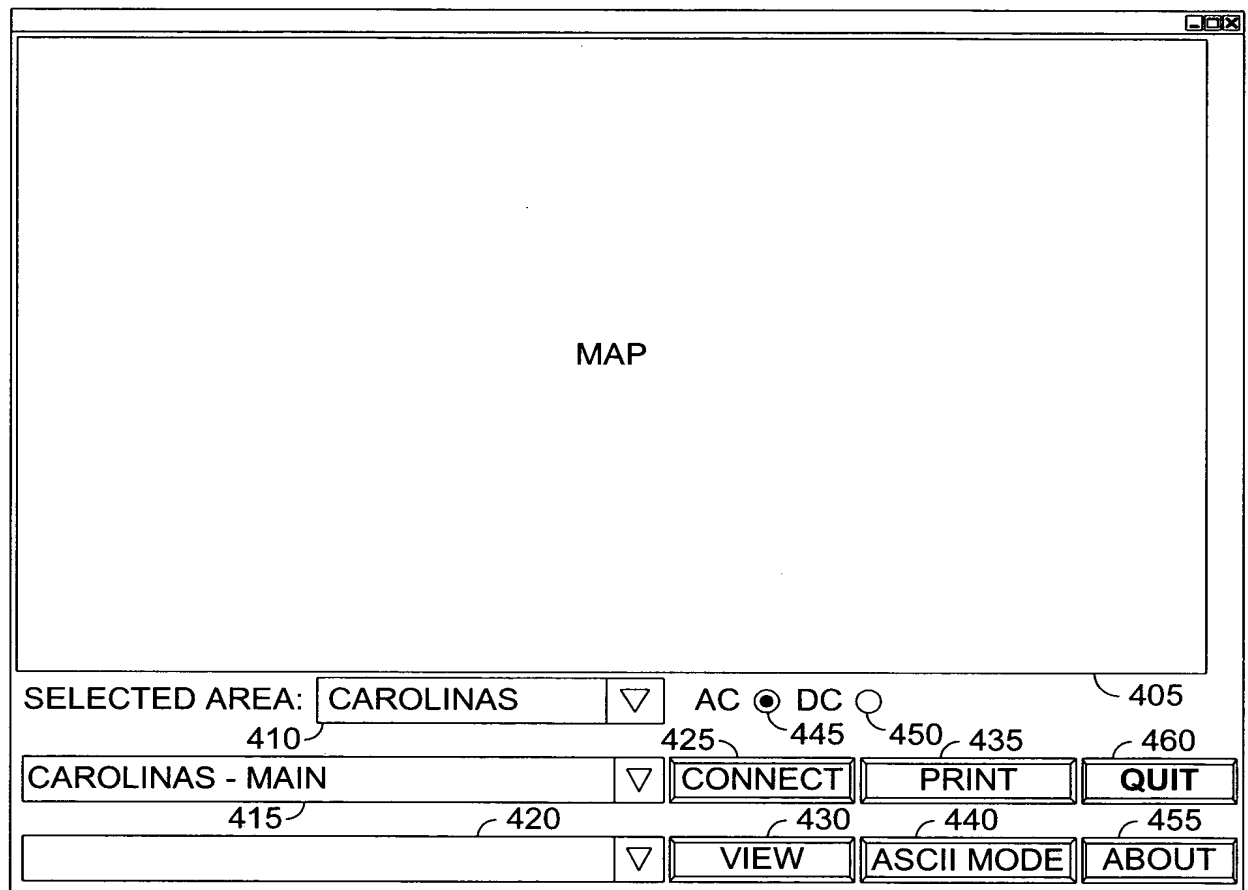 MAP
405
SELECTED AREA: CAROLINAS AC DC
410 445 450
425 435 460
CAROLINAS - MAIN CONNECT PRINT QUIT
415 420 430 440 455
VIEW ASCII MODE ABOUT